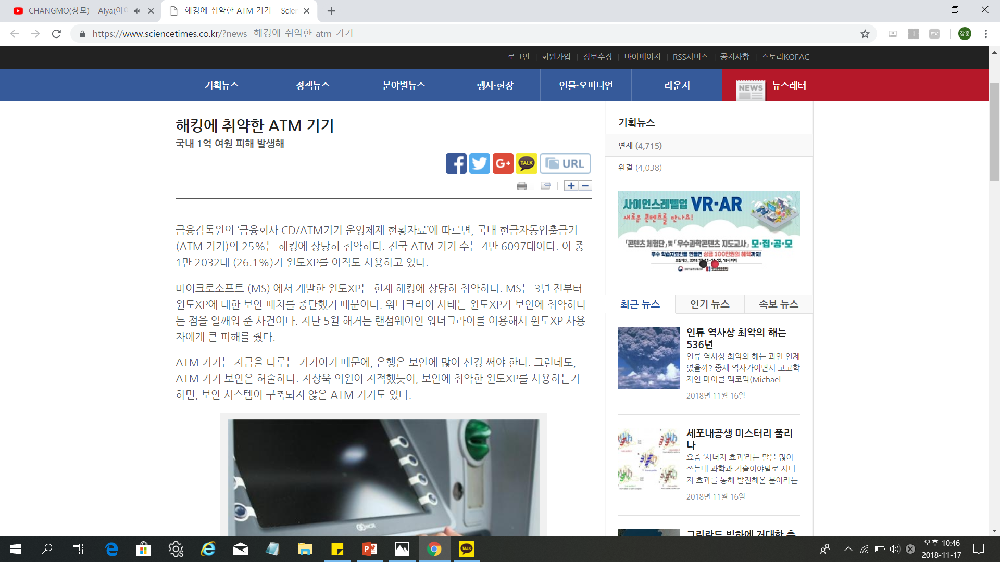 CHANGMO(창모) - Aiya(아이
해킹에 취약한 ATM 기기 – Scien
https://www.sciencetimes.co.kr/?news=해킹에-취약한-atm-기기
EX
장훈
로그인 회원가입 정보수정 마이페이지 RSS서비스 공지사항 스토리KOFAC
기획뉴스 정책뉴스 분야별뉴스 행사·현장 인물·오피니언 라운지 NEWS 뉴스레터
해킹에 취약한 ATM 기기
국내 1억 여원 피해 발생해
G+ TALK URL
금융감독원의 ‘금융회사 CD/ATM기기 운영체제 현황자료’에 따르면, 국내 현금자동입출금기
(ATM 기기)의 25%는 해킹에 상당히 취약하다. 전국 ATM 기기 수는 4만 6097대이다. 이 중
1만 2032대 (26.1%)가 윈도XP를 아직도 사용하고 있다.
마이크로소프트 (MS) 에서 개발한 윈도XP는 현재 해킹에 상당히 취약하다. MS는 3년 전부터
윈도XP에 대한 보안 패치를 중단했기 때문이다. 워너크라이 사태는 윈도XP가 보안에 취약하다
는 점을 일깨워 준 사건이다. 지난 5월 해커는 랜섬웨어인 워너크라이를 이용해서 윈도XP 사용
자에게 큰 피해를 줬다.
ATM 기기는 자금을 다루는 기기이기 때문에, 은행은 보안에 많이 신경 써야 한다. 그런데도,
ATM 기기 보안은 허술하다. 지상욱 의원이 지적했듯이, 보안에 취약한 윈도XP를 사용하는가
하면, 보안 시스템이 구축되지 않은 ATM 기기도 있다.
NCR
기획뉴스
연재 (4,715)
완결 (4,038)
사이언스레벨업 VR·AR
새로운 콘텐츠를 만나요!
「콘텐츠 체험단」 및 「우수과학콘텐츠 지도교사」 모·집·공·모
우수 학습지도안을 만들면 상금 100만원의 혜택까지!
최근 뉴스 인기 뉴스 속보 뉴스
인류 역사상 최악의 해는
536년
인류 역사상 최악의 해는 과연 언제
였을까? 중세 역사가이면서 고고학
자인 마이클 맥코믹(Michael
2018년 11월 16일
세포내공생 미스터리 풀리
나
요즘 ‘시너지 효과’라는 말을 많이
쓰는데 과학과 기술이야말로 시너
지 효과를 통해 발전해온 분야라는
2018년 11월 16일
그린란드 빙하에 거대한 충
오후 10:46
2018-11-17